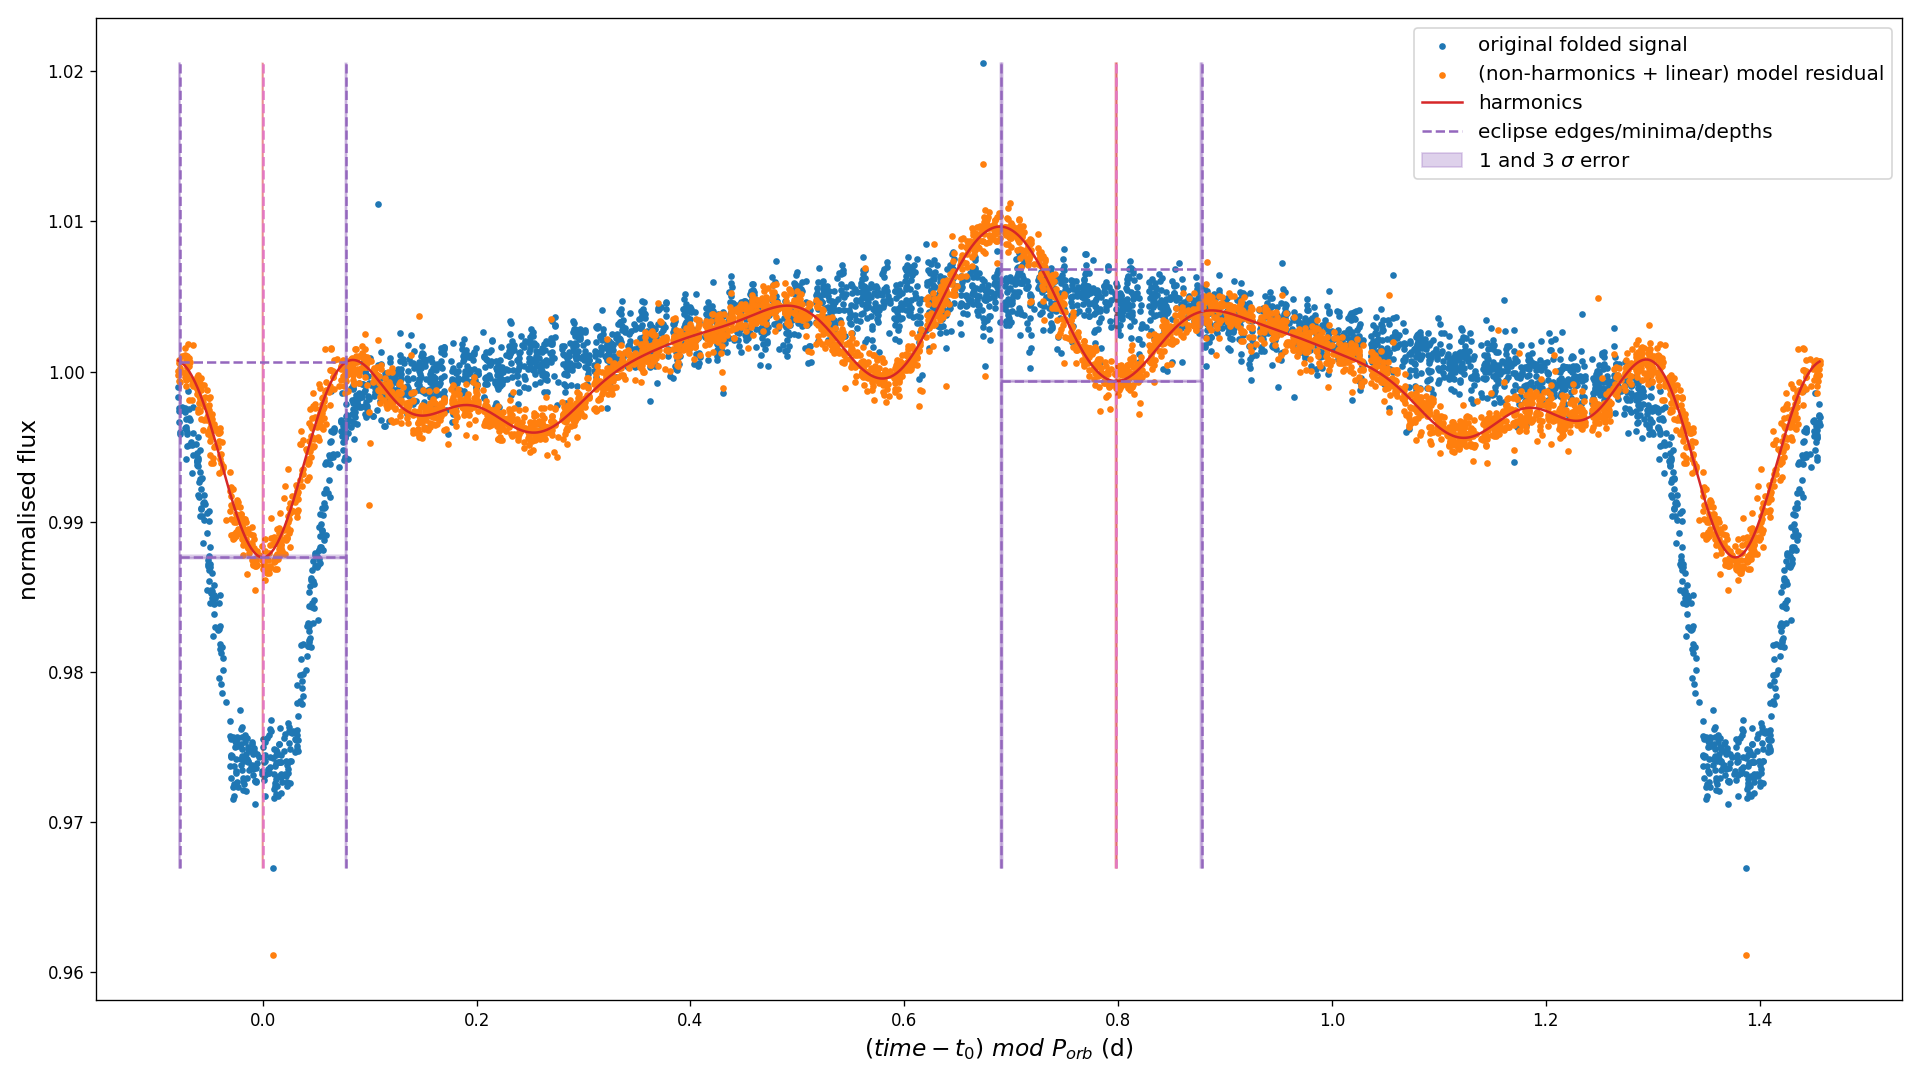 original folded signal
(non-harmonics + linear) model residual
harmonics
eclipse edges/minima/depths
1 and 3 σ error
normalised flux
1.02
1.01
1.00
0.99
0.98
0.97
0.96
0.0 0.2 0.4 0.6 0.8 1.0 1.2 1.4
(time − t₀) mod Pₒᵣb (d)